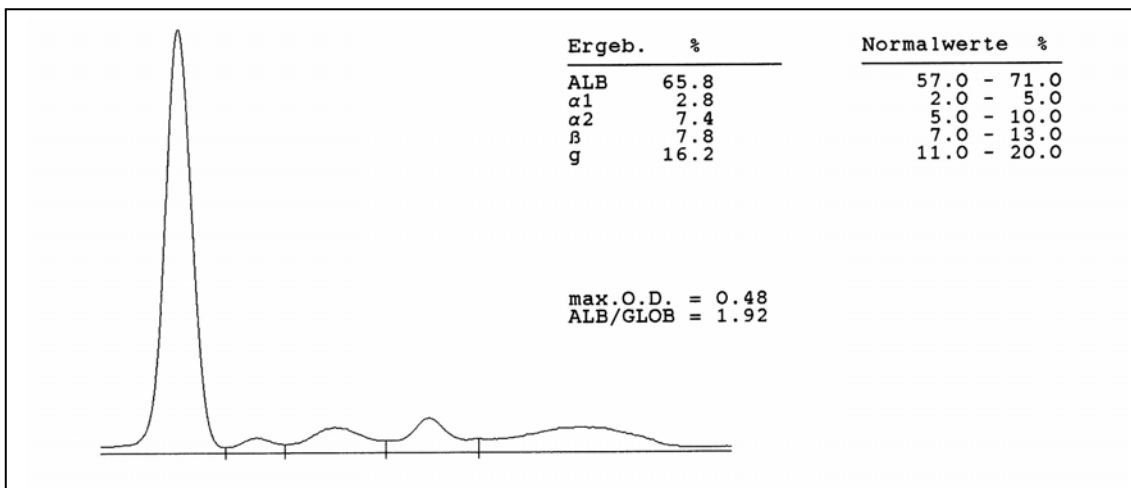 Ergeb. % Normalwerte %
ALB 65.8 57.0 - 71.0
α1 2.8 2.0 - 5.0
α2 7.4 5.0 - 10.0
ß 7.8 7.0 - 13.0
g 16.2 11.0 - 20.0
max.O.D. = 0.48
ALB/GLOB = 1.92